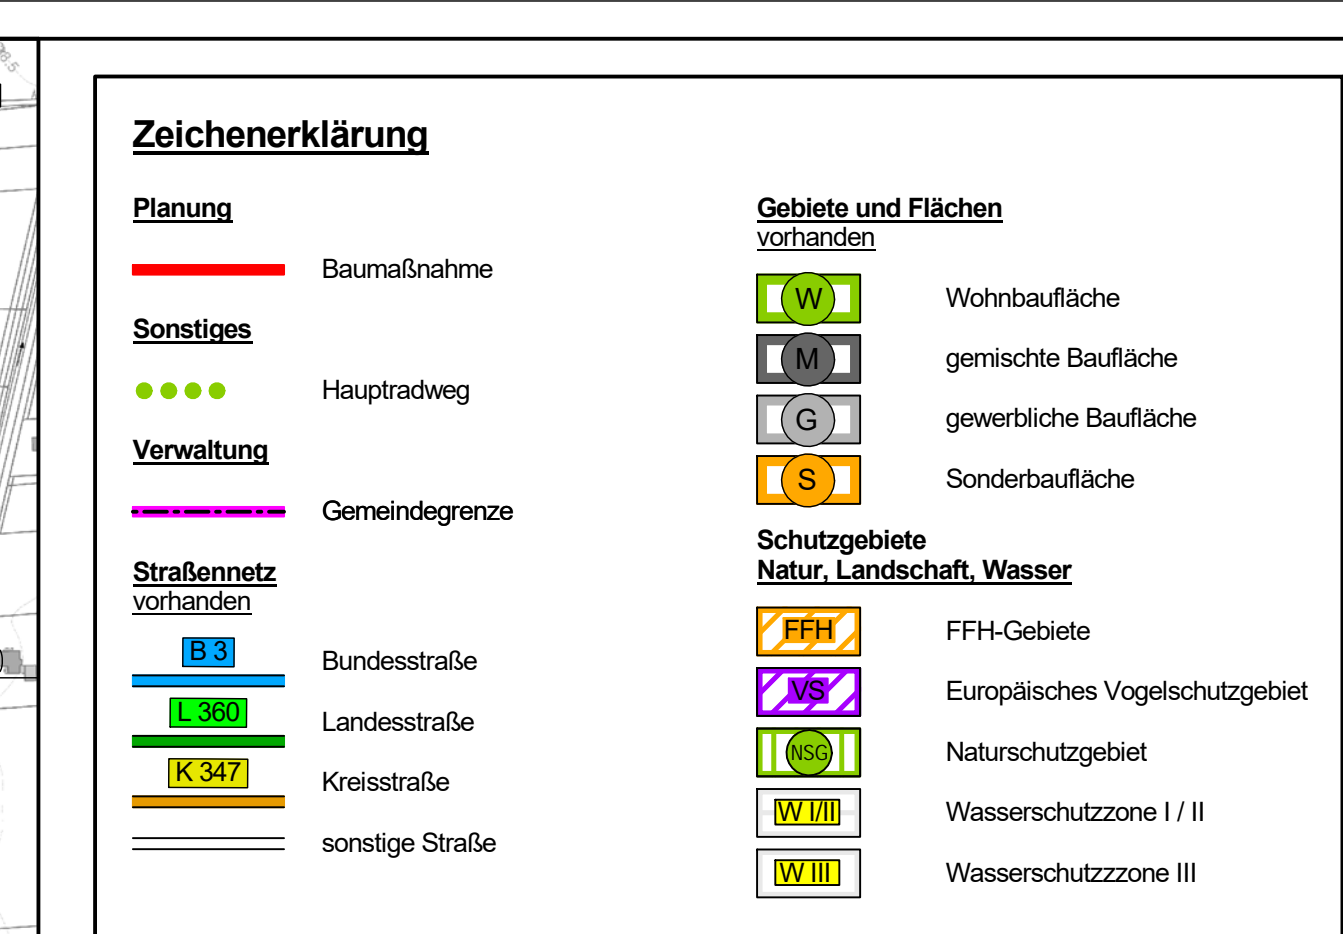 Zeichenerklärung
Planung
Baumaßnahme
Sonstiges
Hauptradweg
Verwaltung
Gemeindegrenze
Straßennetz
vorhanden
B 3
Bundesstraße
L 360
Landesstraße
K 347
Kreisstraße
sonstige Straße
Gebiete und Flächen
vorhanden
W Wohnbaufläche
M gemischte Baufläche
G gewerbliche Baufläche
S Sonderbaufläche
Schutzgebiete
Natur, Landschaft, Wasser
FFH FFH-Gebiete
VS Europäisches Vogelschutzgebiet
NSG Naturschutzgebiet
W I/II Wasserschutzzone I / II
W III Wasserschutzzzone III